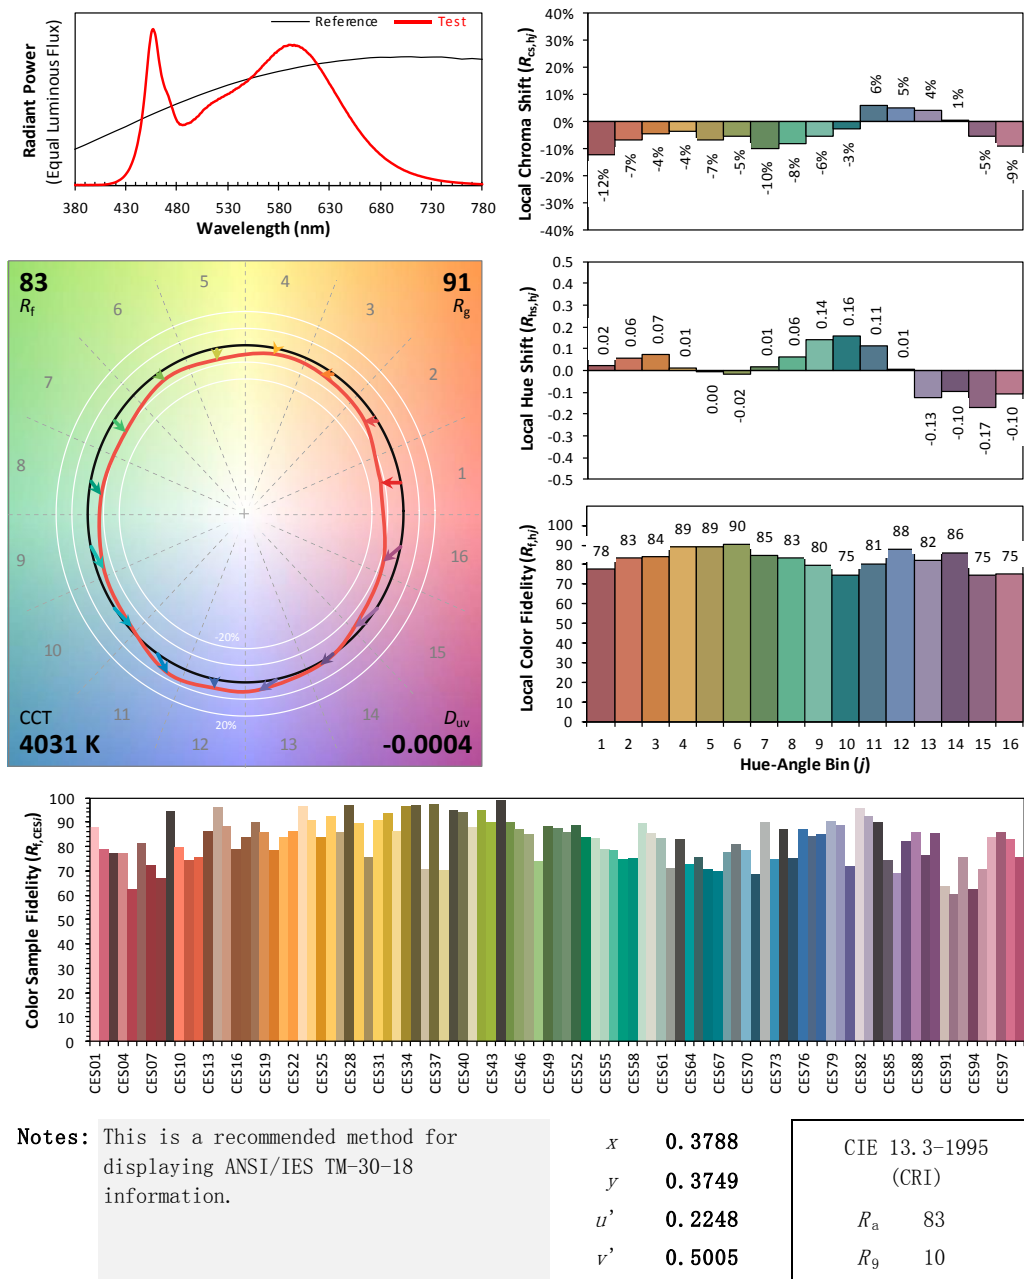 Reference
Test
Radiant Power
(Equal Luminous Flux)
380 430 480 530 580 630 680 730 780
Wavelength (nm)
Local Chroma Shift (Rcs,hj)
40%
30%
20%
10%
0%
-10%
-20%
-30%
-40%
-12% -7% -4% -4% -7% -5% -10% -8% -6% -3% 6% 5% 4% 1% -5% -9%
83
Rf
91
Rg
1
2
3
4
5
6
7
8
9
10
11
12
13
14
15
16
-20%
20%
CCT
4031 K
Duv
-0.0004
Local Hue Shift (Rhs,hj)
0.5
0.4
0.3
0.2
0.1
0.0
-0.1
-0.2
-0.3
-0.4
-0.5
0.02 0.06 0.07 0.01 0.00 -0.02 0.01 0.06 0.14 0.16 0.11 0.01 -0.13 -0.10 -0.17 -0.10
Local Color Fidelity (Rf,hj)
100
90
80
70
60
50
40
30
20
10
0
78 83 84 89 89 90 85 83 80 75 81 88 82 86 75 75
1 2 3 4 5 6 7 8 9 10 11 12 13 14 15 16
Hue-Angle Bin (j)
Color Sample Fidelity (Rf,CESi)
100
90
80
70
60
50
40
30
20
10
0
CES01 CES04 CES07 CES10 CES13 CES16 CES19 CES22 CES25 CES28 CES31 CES34 CES37 CES40 CES43 CES46 CES49 CES52 CES55 CES58 CES61 CES64 CES67 CES70 CES73 CES76 CES79 CES82 CES85 CES88 CES91 CES94 CES97
Notes: This is a recommended method for
displaying ANSI/IES TM-30-18
information.
x 0.3788
y 0.3749
u' 0.2248
v' 0.5005
CIE 13.3-1995
(CRI)
Ra 83
R9 10